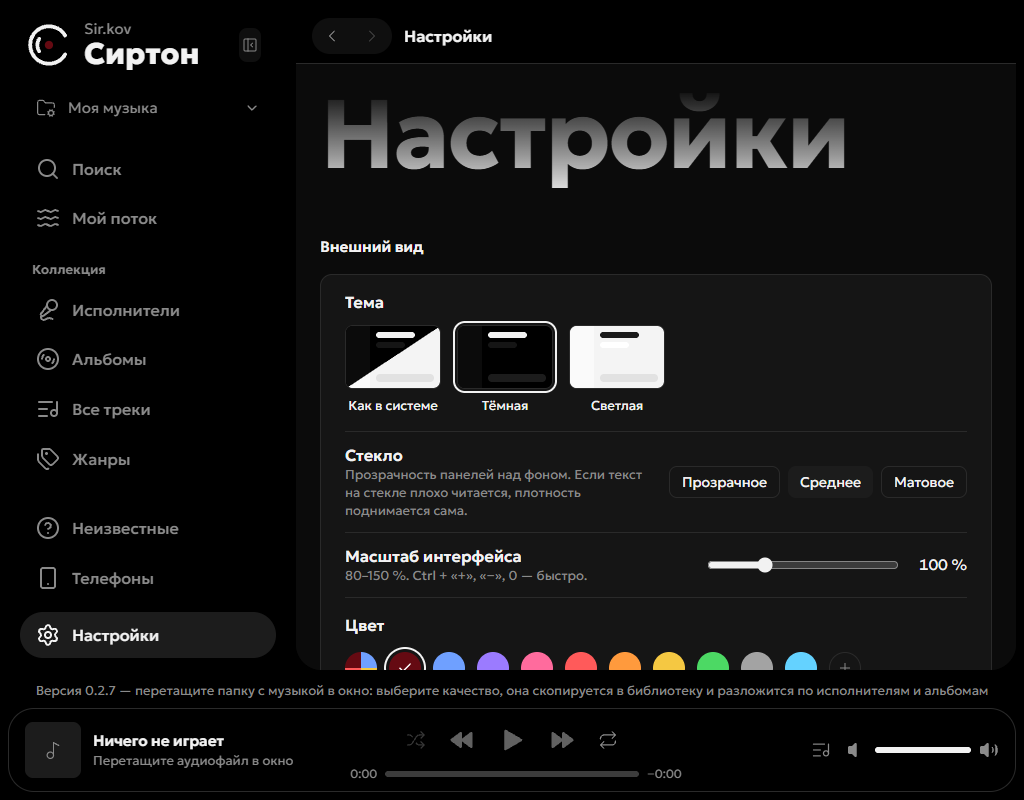 Sir.kov
Сиртон
Моя музыка
Поиск
Мой поток
Коллекция
Исполнители
Альбомы
Все треки
Жанры
Неизвестные
Телефоны
Настройки
Настройки
Настройки
Внешний вид
Тема
Как в системе
Тёмная
Светлая
Стекло
Прозрачность панелей над фоном. Если текст
на стекле плохо читается, плотность
поднимается сама.
Прозрачное
Среднее
Матовое
Масштаб интерфейса
80–150 %. Ctrl + «+», «−», 0 — быстро.
100 %
Цвет
Версия 0.2.7 — перетащите папку с музыкой в окно: выберите качество, она скопируется в библиотеку и разложится по исполнителям и альбомам
Ничего не играет
Перетащите аудиофайл в окно
0:00
−0:00